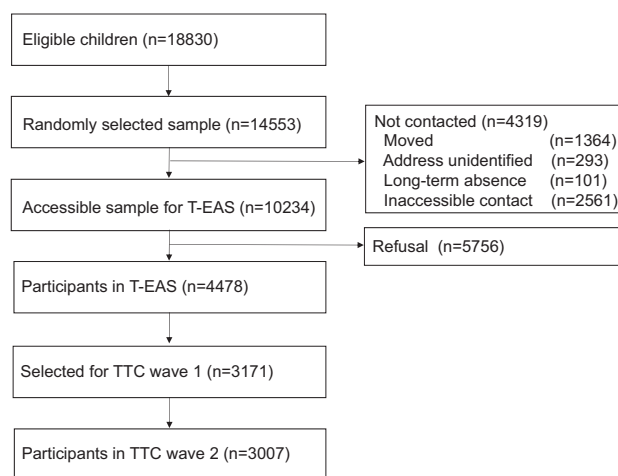 Eligible children (n=18830)
Randomly selected sample (n=14553)
Not contacted (n=4319)
Moved (n=1364)
Address unidentified (n=293)
Long-term absence (n=101)
Inaccessible contact (n=2561)
Accessible sample for T-EAS (n=10234)
Refusal (n=5756)
Participants in T-EAS (n=4478)
Selected for TTC wave 1 (n=3171)
Participants in TTC wave 2 (n=3007)